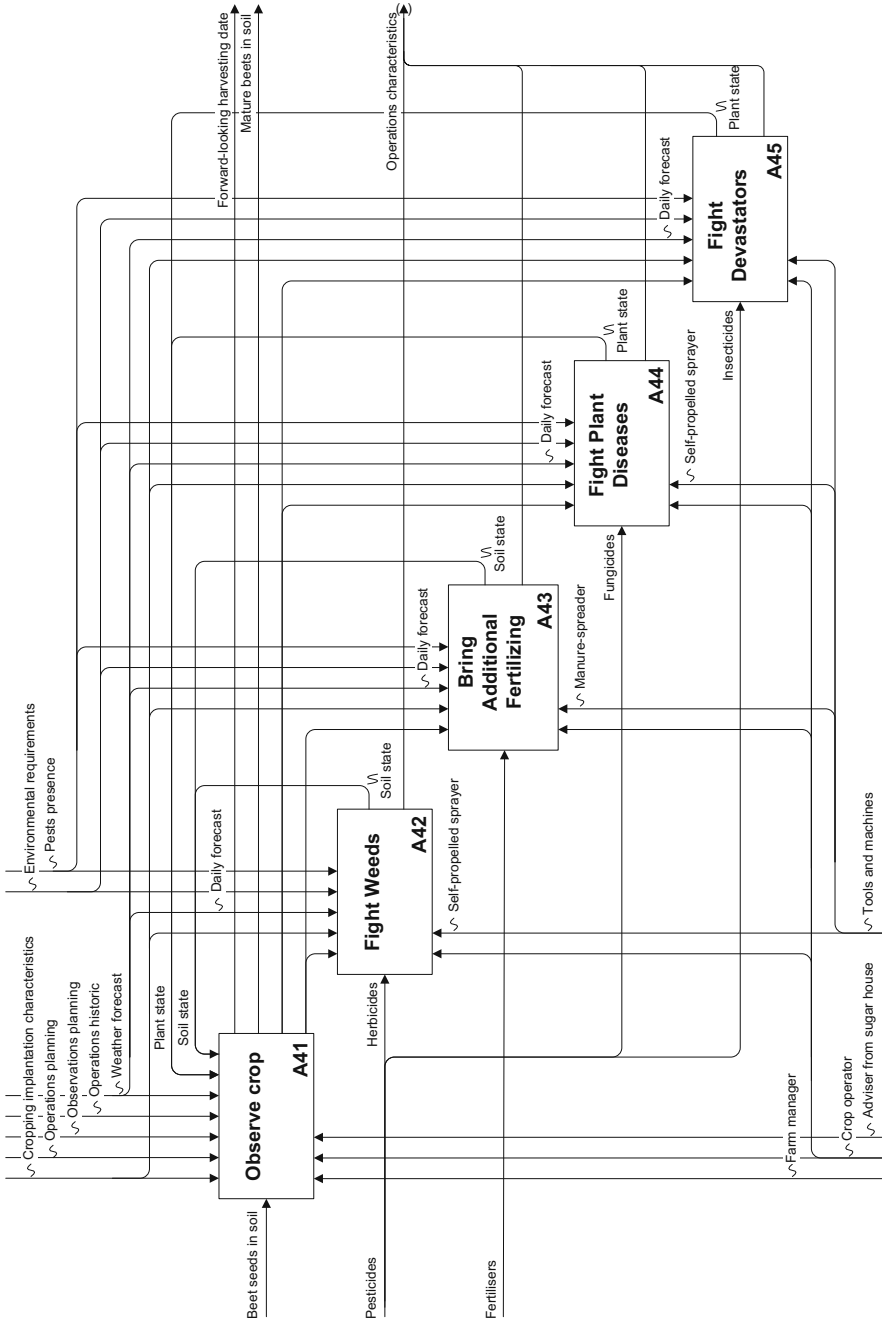 Cropping implantation characteristics
Operations planning
Observations planning
Operations historic
Weather forecast
Environmental requirements
Pests presence
Plant state
Soil state
Daily forecast
Daily forecast
Daily forecast
Daily forecast
Forward-looking harvesting date
Mature beets in soil
Operations characteristics( )
Beet seeds in soil
Observe crop
A41
Pesticides
Herbicides
Fight Weeds
A42
Soil state
Self-propelled sprayer
Fertilisers
Bring
Additional
Fertilizing
A43
Soil state
Manure-spreader
Fungicides
Fight Plant
Diseases
A44
Plant state
Self-propelled sprayer
Insecticides
Fight
Devastators
A45
Plant state
Farm manager
Crop operator
Adviser from sugar house
Tools and machines